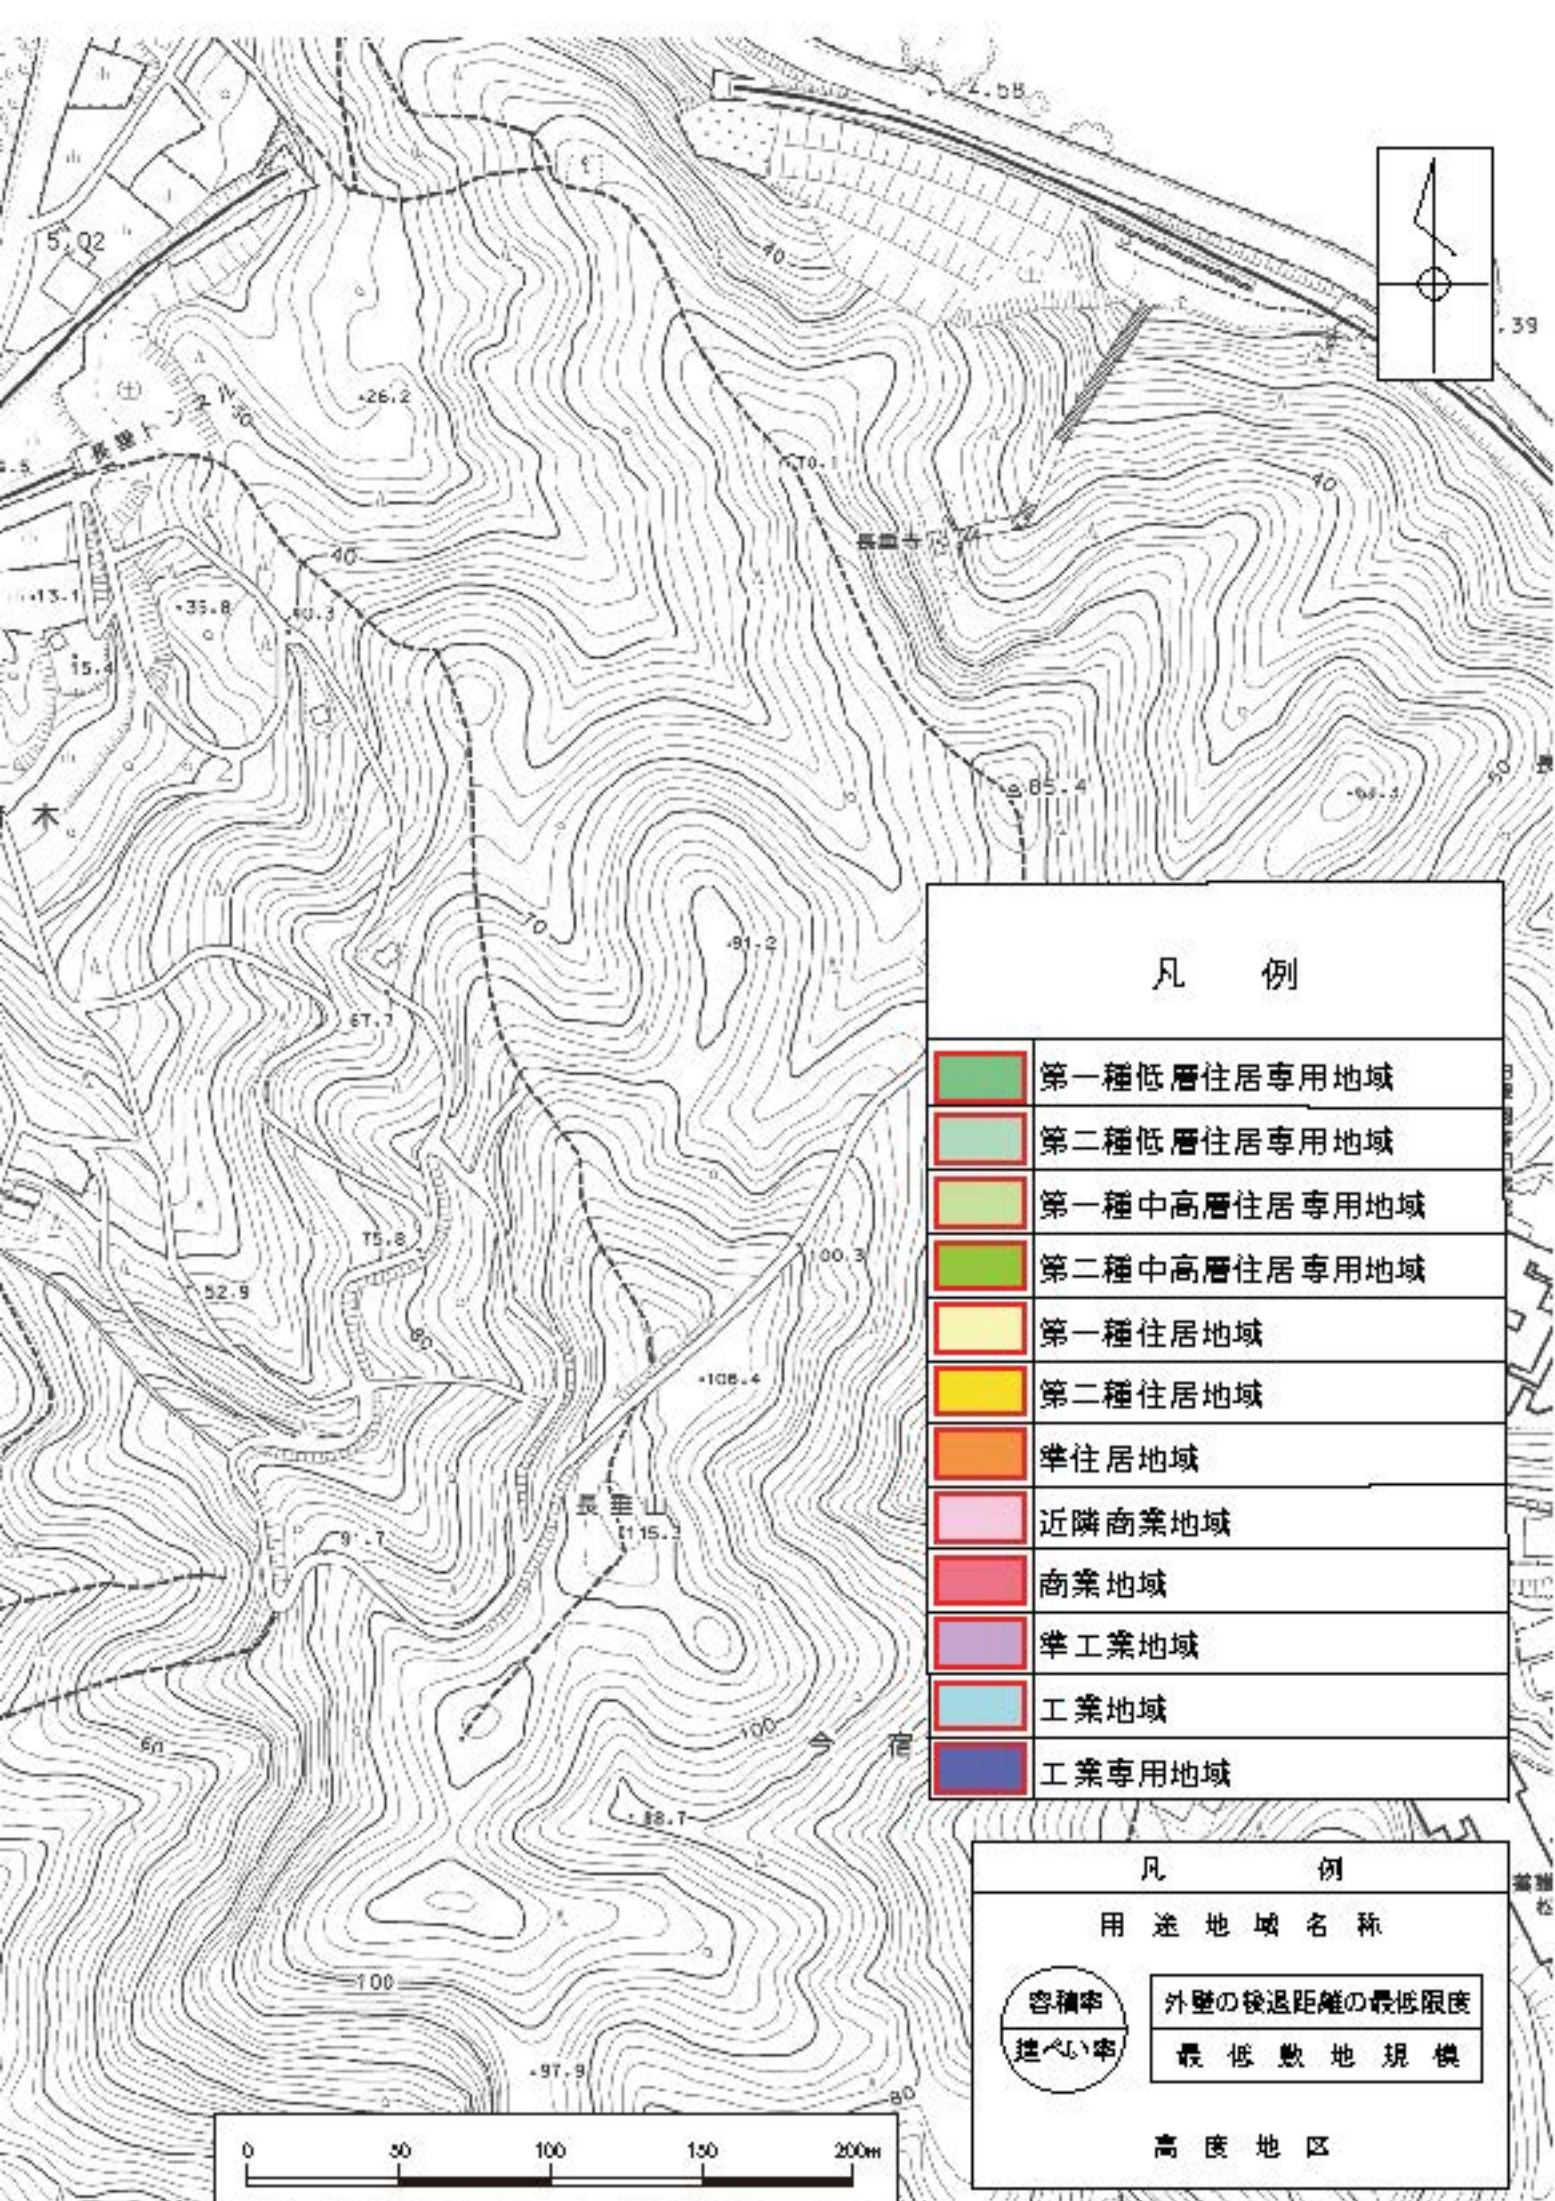 2.58
5.02
40
.39
30
・26.2
長垂トンネル
70.1
40
長垂寺
40
13.1
・35.8
40.3
15.4
85.4
50
木
70
・91.2
凡 例
67.7
第一種低層住居専用地域
第二種低層住居専用地域
第一種中高層住居専用地域
75.8
100.3
第二種中高層住居専用地域
52.9
80
第一種住居地域
・108.4
第二種住居地域
準住居地域
長垂山
近隣商業地域
91.7
商業地域
準工業地域
工業地域
100
今宿
60
工業専用地域
凡 例
用途地域名称
100
容積率
外壁の後退距離の最低限度
建ぺい率
最低敷地規模
・97.9
80
高度地区
0 50 100 150 200m